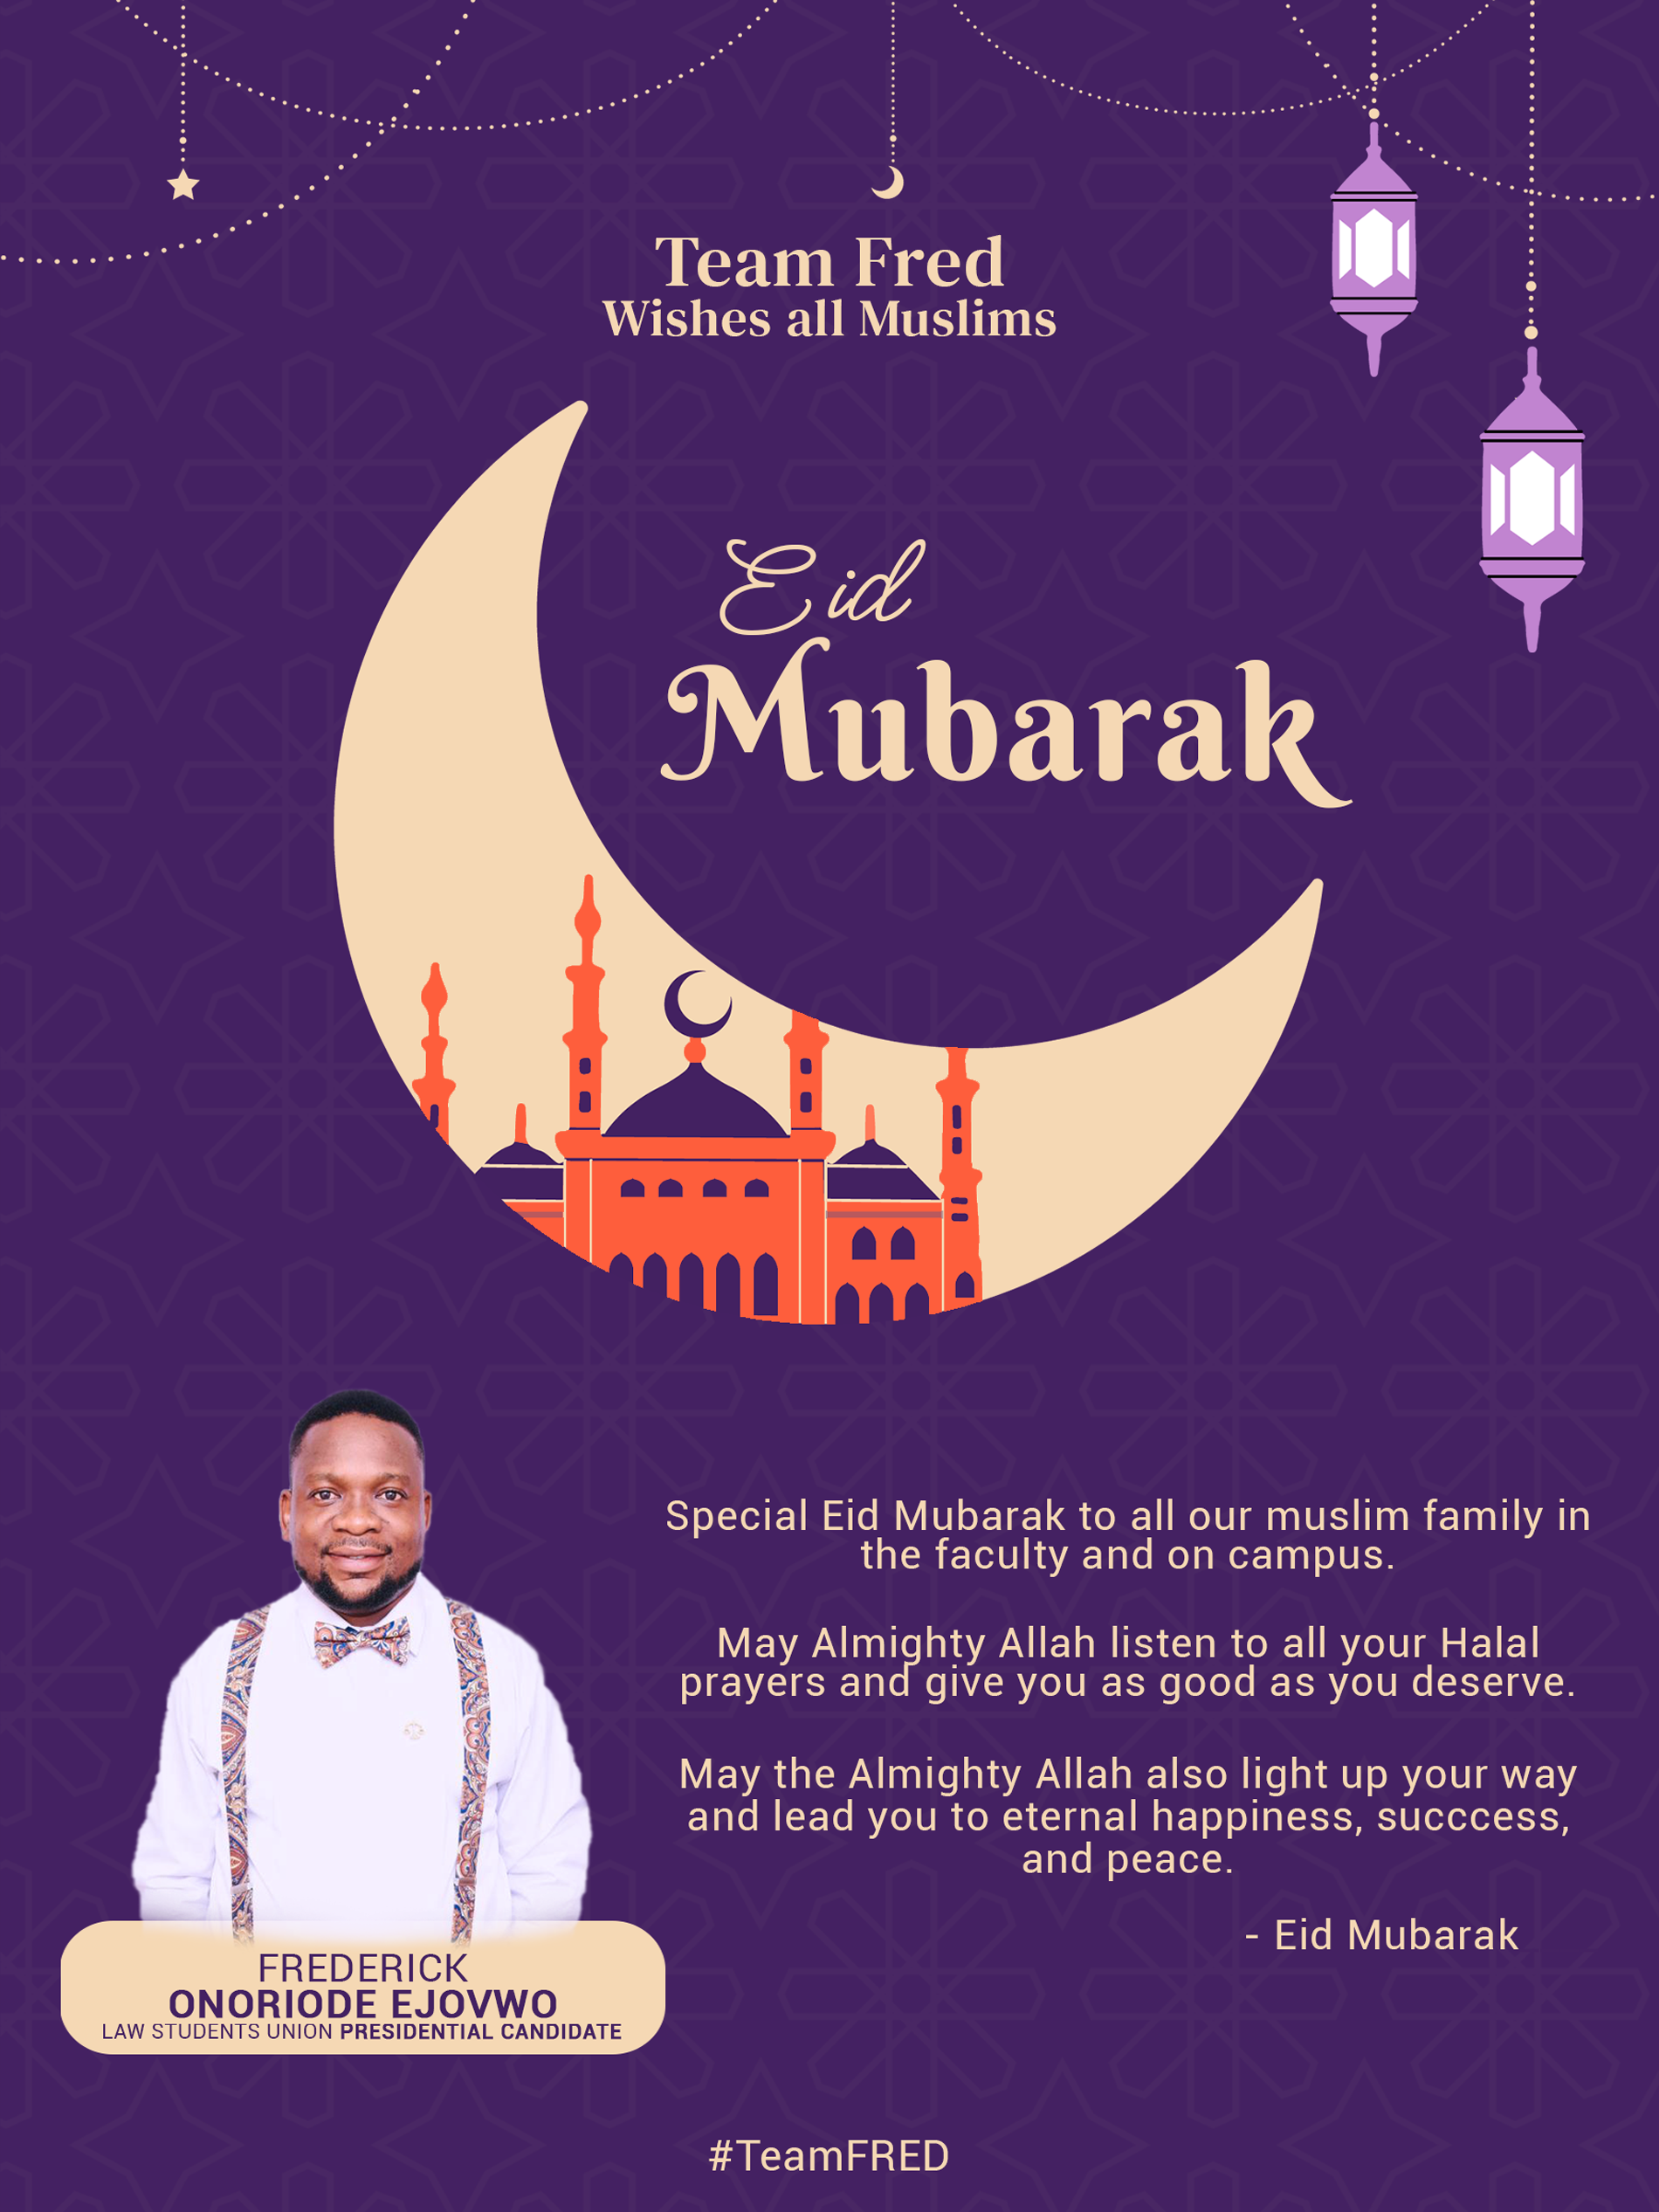 Team Fred
Wishes all Muslims
Eid
Mubarak
Special Eid Mubarak to all our muslim family in
the faculty and on campus.
May Almighty Allah listen to all your Halal
prayers and give you as good as you deserve.
May the Almighty Allah also light up your way
and lead you to eternal happiness, succcess,
and peace.
- Eid Mubarak
FREDERICK
ONORIODE EJOVWO
LAW STUDENTS UNION PRESIDENTIAL CANDIDATE
#TeamFRED